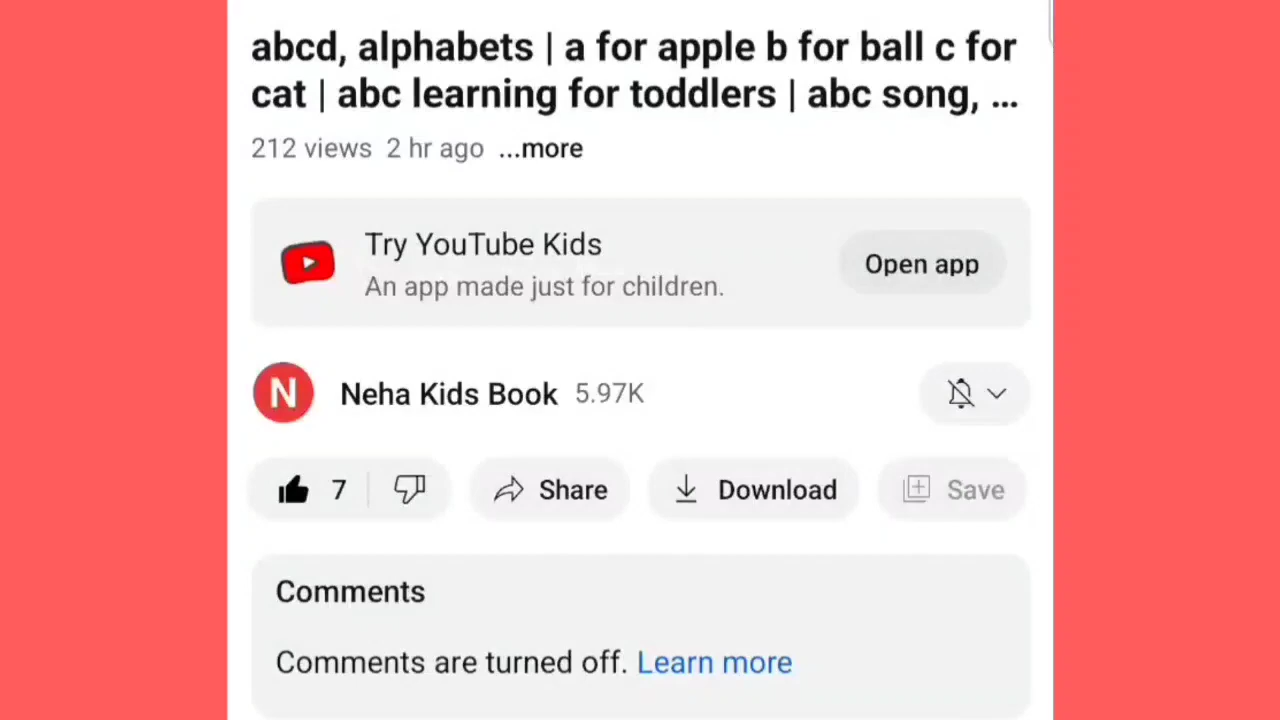 abcd, alphabets | a for apple b for ball c for
cat | abc learning for toddlers | abc song, ...
212 views 2 hr ago ...more
Try YouTube Kids
An app made just for children.
Open app
N Neha Kids Book 5.97K
7 Share Download Save
Comments
Comments are turned off. Learn more